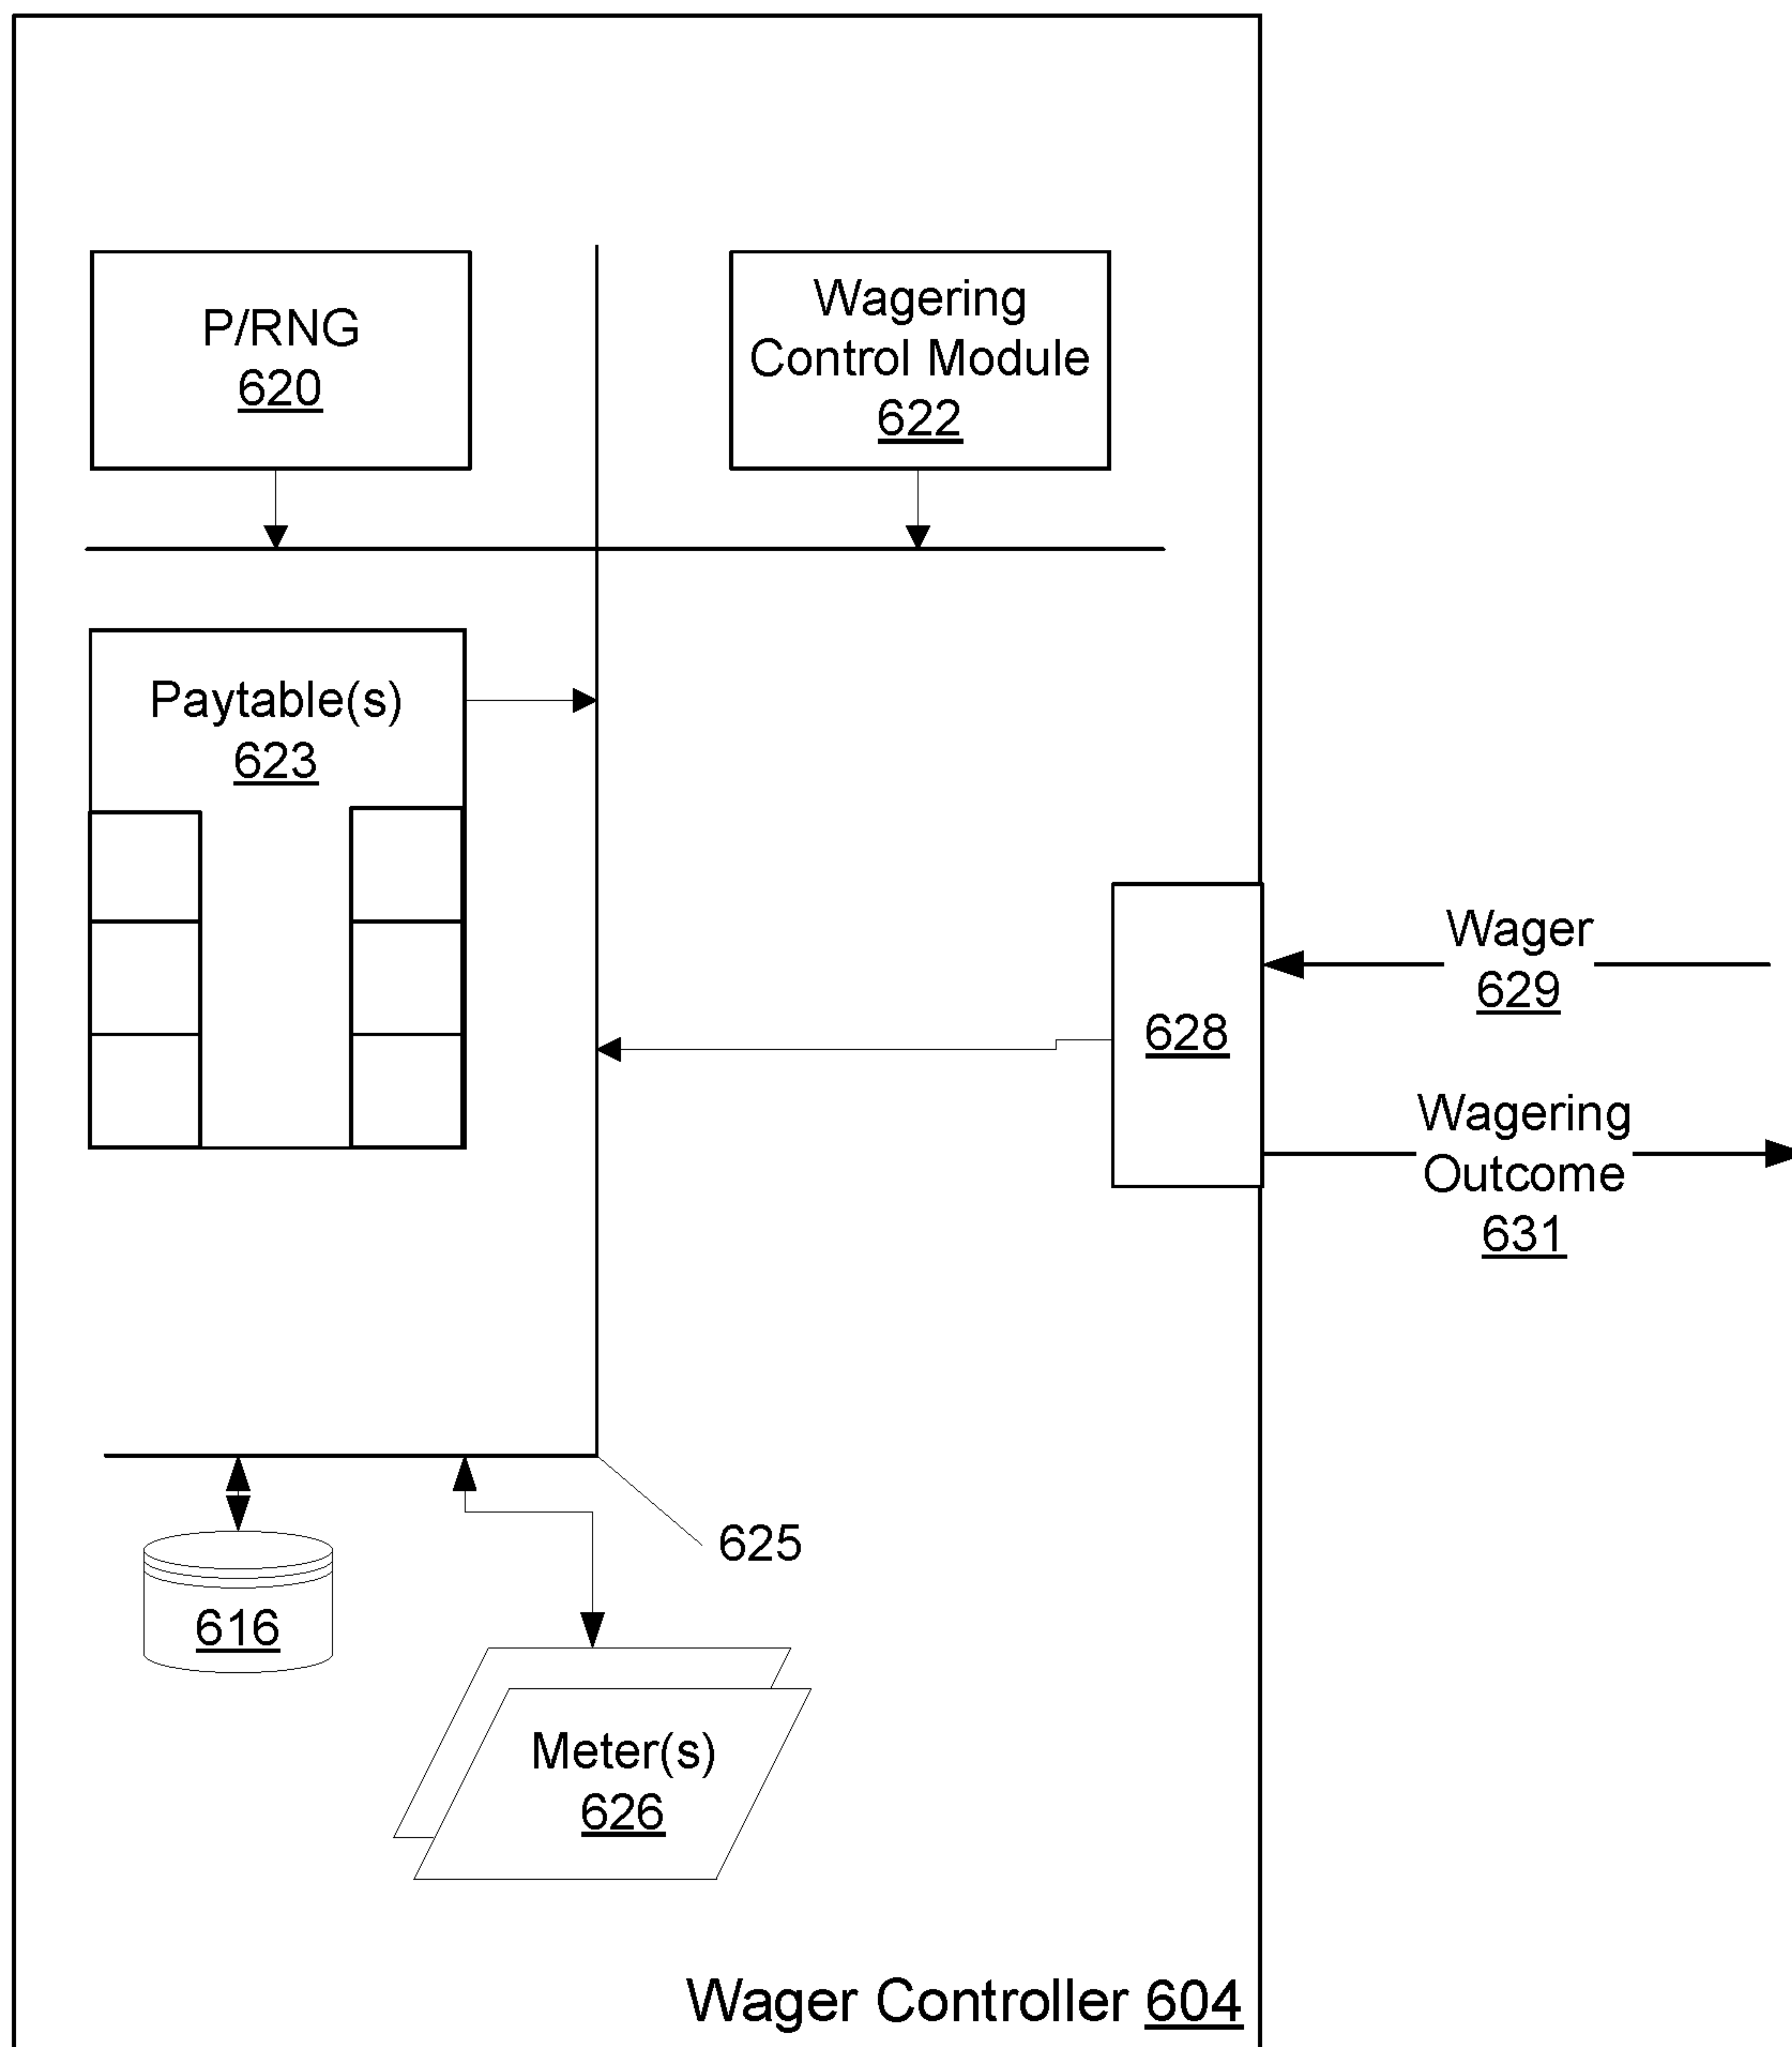 P/RNG
620
Wagering
Control Module
622
Paytable(s)
623
Wager
629
628
Wagering
Outcome
631
625
616
Meter(s)
626
Wager Controller 604